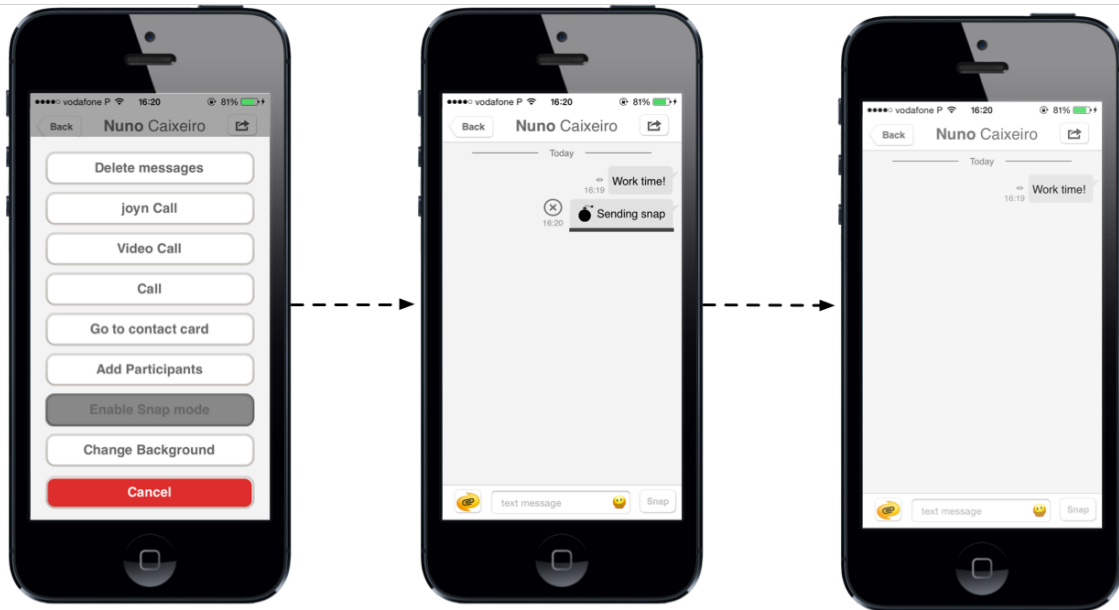 vodafone P 16:20 81%
Back Nuno Caixeiro
Delete messages
joyn Call
Video Call
Call
Go to contact card
Add Participants
Enable Snap mode
Change Background
Cancel
vodafone P 16:20 81%
Back Nuno Caixeiro
Today
Work time!
16:19
Sending snap
16:20
text message Snap
vodafone P 16:20 81%
Back Nuno Caixeiro
Today
Work time!
16:19
text message Snap